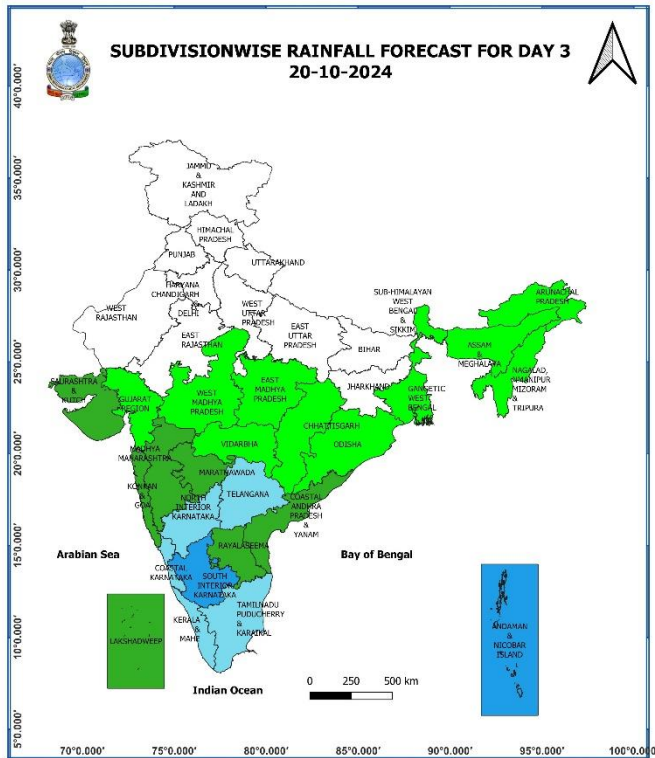 SUBDIVISIONWISE RAINFALL FORECAST FOR DAY 3
20-10-2024
40°0.000'
35°0.000'
30°0.000'
25°0.000'
20°0.000'
15°0.000'
10°0.000'
5°0.000'
JAMMU
&
KASHMIR
AND
LADAKH
HIMACHAL
PRADESH
PUNJAB
UTTARAKHAND
HARYANA
CHANDIGARH
&
DELHI
WEST
RAJASTHAN
WEST
UTTAR
PRADESH
EAST
RAJASTHAN
EAST
UTTAR
PRADESH
SUB-HIMALAYAN
WEST
BENGAL
&
SIKKIM
ARUNACHAL
PRADESH
BIHAR
ASSAM
&
MEGHALAYA
NAGALAD,
MANIPUR
MIZORAM
&
TRIPURA
SAURASHTRA
&
KUTCH
GUJARAT
REGION
WEST
MADHYA
PRADESH
EAST
MADHYA
PRADESH
JHARKHAND
GANGETIC
WEST
BENGAL
CHHATTISGARH
ODISHA
VIDARBHA
MADHYA
MAHARASHTRA
MARATHAWADA
KONKAN
&
GOA
NORTH
INTERIOR
KARNATAKA
TELANGANA
COASTAL
ANDHRA
PRADESH
&
YANAM
RAYALASEEMA
Arabian Sea
Bay of Bengal
COASTAL
KARNATAKA
SOUTH
INTERIOR
KARNATAKA
TAMILNADU
PUDUCHERRY
&
KARAIKAL
KERALA
&
MAHE
LAKSHADWEEP
ANDAMAN
&
NICOBAR
ISLAND
Indian Ocean
0 250 500 km
70°0.000' 75°0.000' 80°0.000' 85°0.000' 90°0.000' 95°0.000' 100°0.000'